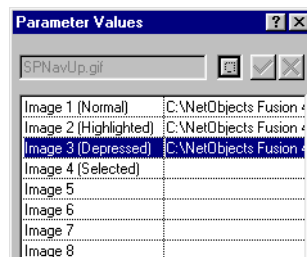 Parameter Values
SPNavUp.gif
Image 1 (Normal) C:\NetObjects Fusion 4
Image 2 (Highlighted) C:\NetObjects Fusion 4
Image 3 (Depressed) C:\NetObjects Fusion 4
Image 4 (Selected)
Image 5
Image 6
Image 7
Image 8